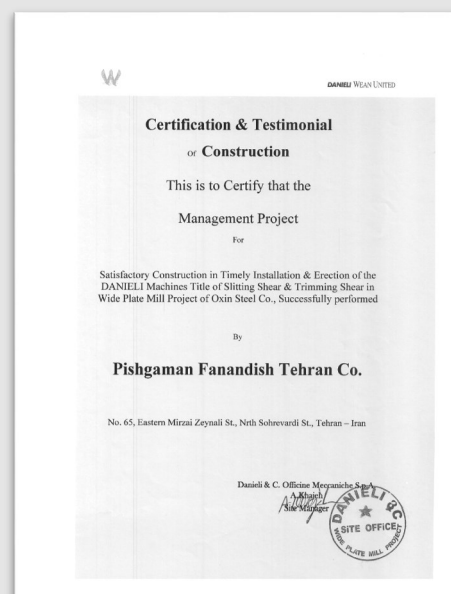 W
DANIELI WEAN UNITED
Certification & Testimonial
or Construction
This is to Certify that the
Management Project
For
Satisfactory Construction in Timely Installation & Erection of the
DANIELI Machines Title of Slitting Shear & Trimming Shear in
Wide Plate Mill Project of Oxin Steel Co., Successfully performed
By
Pishgaman Fanandish Tehran Co.
No. 65, Eastern Mirzai Zeynali St., Nrth Sohrevardi St., Tehran – Iran
Danieli & C. Officine Meccaniche S.p.A.
A.Khajeh
Site Manager
DANIELI &C
SITE OFFICE
WIDE PLATE MILL PROJECT